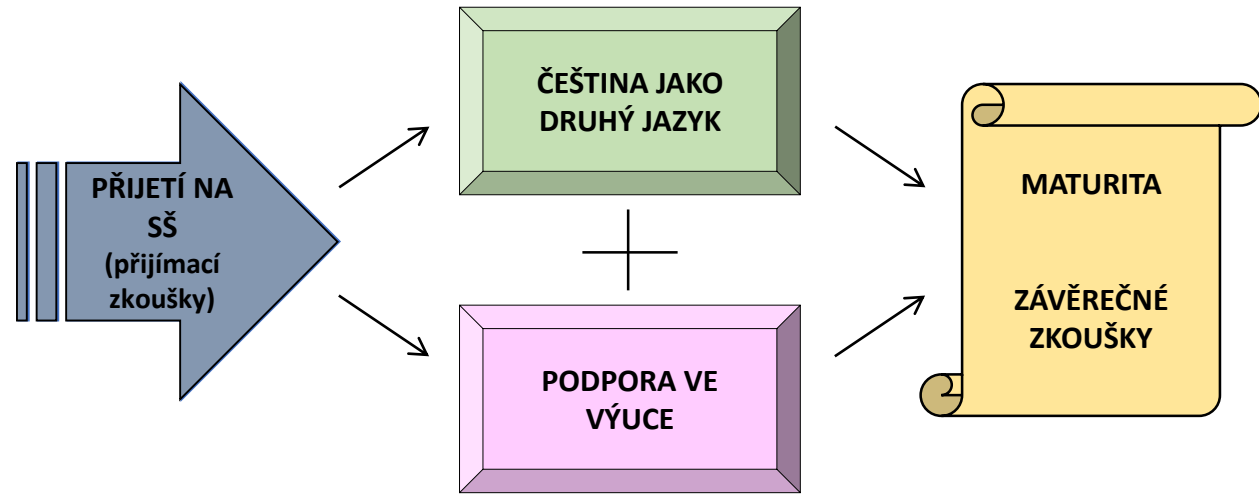 PŘIJETÍ NA
SŠ
(přijímací
zkoušky)
ČEŠTINA JAKO
DRUHÝ JAZYK
PODPORA VE
VÝUCE
MATURITA
ZÁVĚREČNÉ
ZKOUŠKY